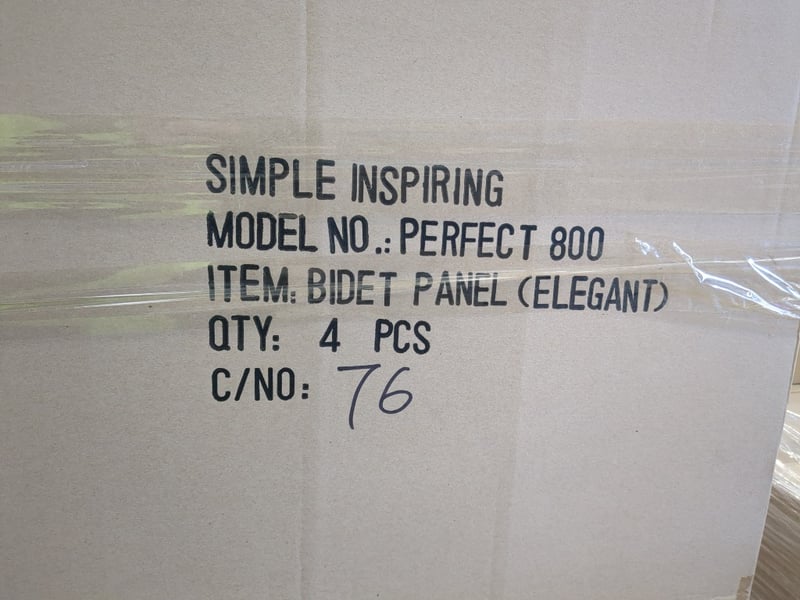 SIMPLE INSPIRING
MODEL NO.: PERFECT 800
ITEM: BIDET PANEL (ELEGANT)
QTY: 4 PCS
C/NO: 76